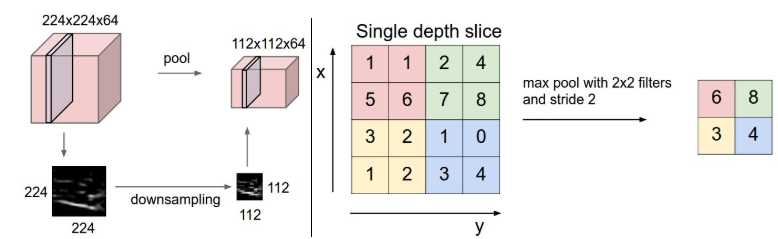 224x224x64
pool
112x112x64
224
224
downsampling
112
112
Single depth slice
x
1 1 2 4
5 6 7 8
3 2 1 0
1 2 3 4
y
max pool with 2x2 filters
and stride 2
6 8
3 4